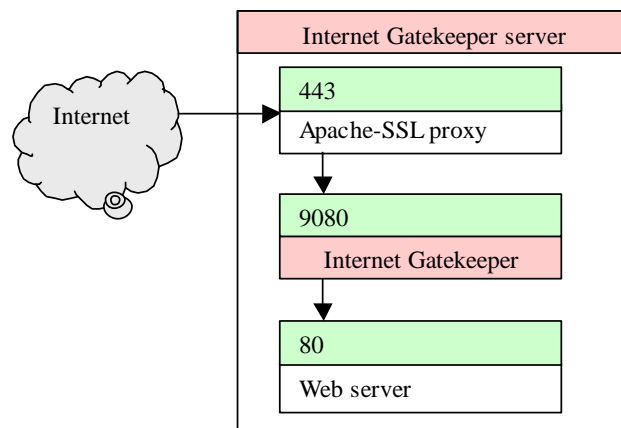 Internet Gatekeeper server
443
Internet
Apache-SSL proxy
9080
Internet Gatekeeper
80
Web server